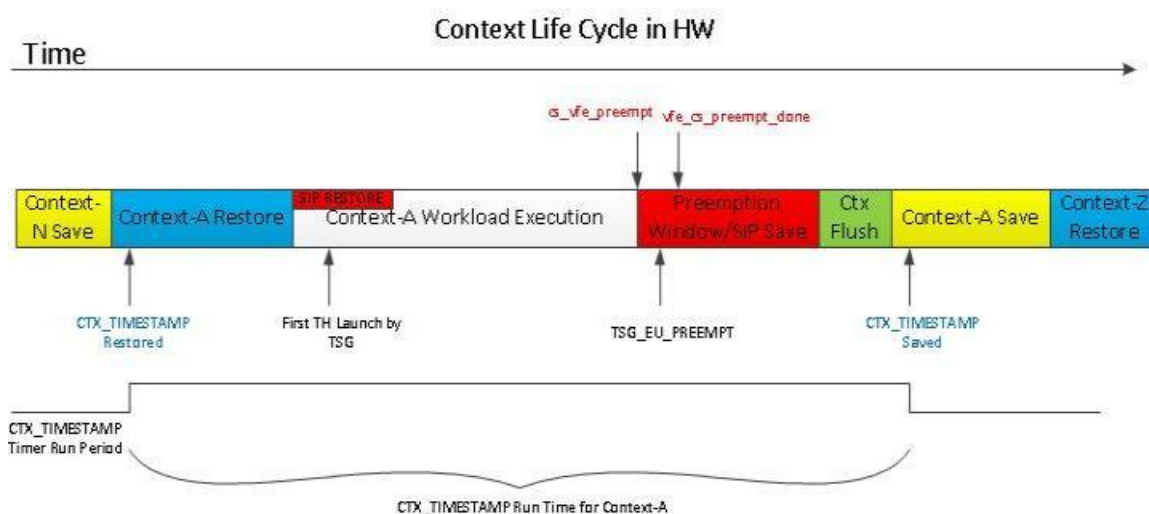 Context Life Cycle in HW
Time
cs_vfe_preempt
vfe_cs_preempt_done
Context-
N Save
Context-A Restore
SIP RESTORE
Context-A Workload Execution
Preemption
Window/SIP Save
Ctx
Flush
Context-A Save
Context-Z
Restore
CTX_TIMESTAMP
Restored
First TH Launch by
TSG
TSG_EU_PREEMPT
CTX_TIMESTAMP
Saved
CTX_TIMESTAMP
Timer Run Period
CTX_TIMESTAMP Run Time for Context-A